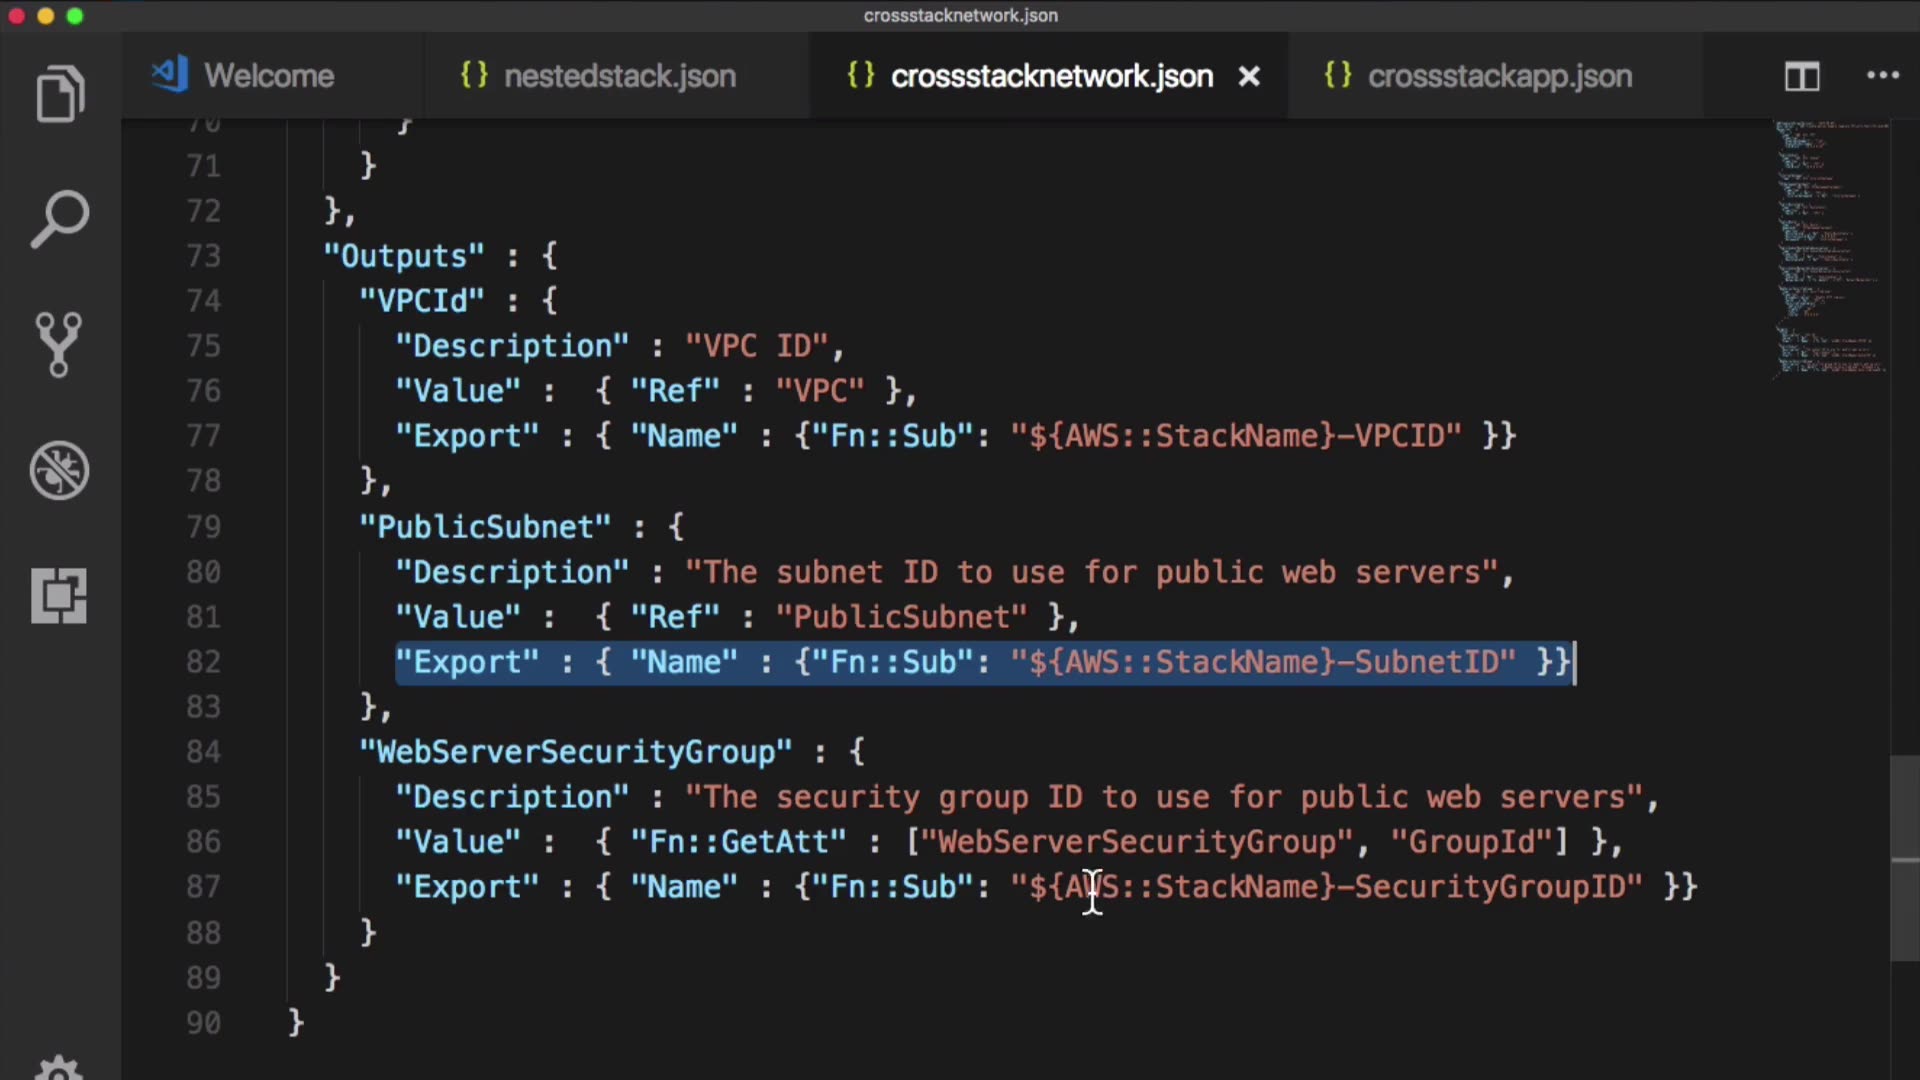 crossstacknetwork.json
Welcome
{} nestedstack.json
{} crossstacknetwork.json ×
{} crossstackapp.json
70 }
71 }
72 },
73 "Outputs" : {
74 "VPCId" : {
75 "Description" : "VPC ID",
76 "Value" :  { "Ref" : "VPC" },
77 "Export" : { "Name" : {"Fn::Sub": "${AWS::StackName}-VPCID" }}
78 },
79 "PublicSubnet" : {
80 "Description" : "The subnet ID to use for public web servers",
81 "Value" :  { "Ref" : "PublicSubnet" },
82 "Export" : { "Name" : {"Fn::Sub": "${AWS::StackName}-SubnetID" }}
83 },
84 "WebServerSecurityGroup" : {
85 "Description" : "The security group ID to use for public web servers",
86 "Value" :  { "Fn::GetAtt" : ["WebServerSecurityGroup", "GroupId"] },
87 "Export" : { "Name" : {"Fn::Sub": "${AWS::StackName}-SecurityGroupID" }}
88 }
89 }
90 }